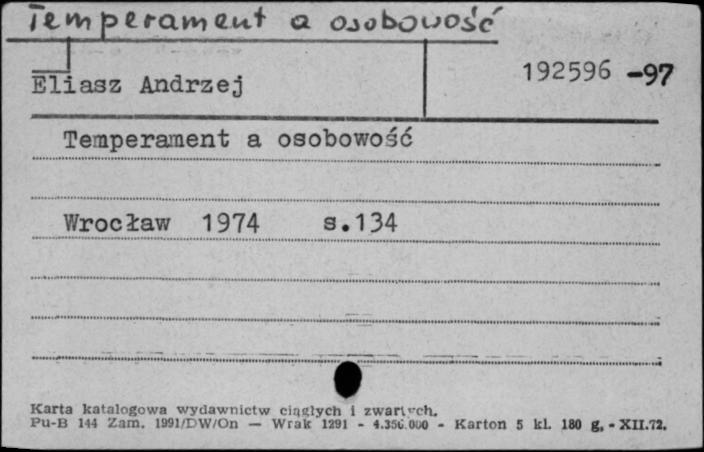 Temperament a osobowość
Eliasz Andrzej
192596 -97
Temperament a osobowość
Wrocław 1974 s.134
Karta katalogowa wydawnictw ciągłych i zwartych.
Pu-B 144 Zam. 1991/DW/On — Wrak 1291 - 4.356.000 - Karton 5 kl. 180 g. - XII.72.